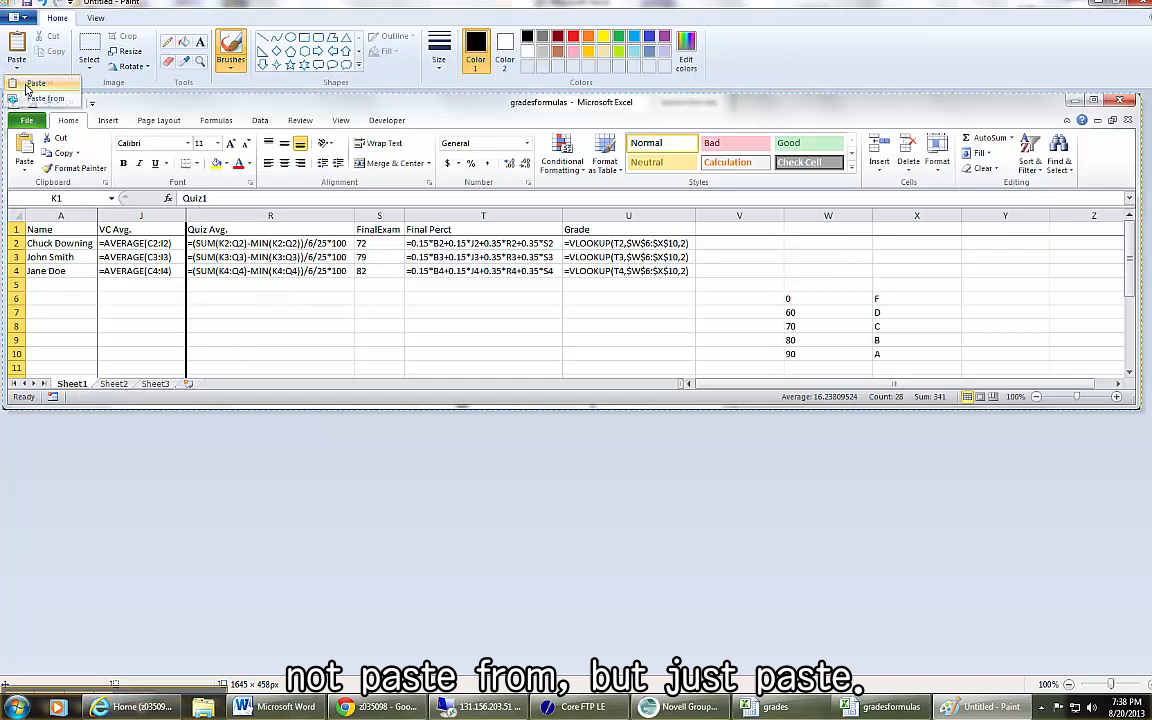 Untitled - Paint
Home View
Paste Cut Copy Select Crop Resize Rotate Brushes Outline Fill Size Color 1 Color 2 Edit colors
Image Tools Shapes Colors
Paste
Paste from
gradesformulas - Microsoft Excel
File Home Insert Page Layout Formulas Data Review View Developer
Paste Cut Copy Format Painter
Calibri 11 Wrap Text Merge & Center General
B I U A $ % ,
Conditional Formatting Format as Table Normal Bad Good Neutral Calculation Check Cell
Insert Delete Format AutoSum Fill Clear Sort & Filter Find & Select
Clipboard Font Alignment Number Styles Cells Editing
K1 fx Quiz1
A J R S T U V W X Y Z
1 Name VC Avg. Quiz Avg. FinalExam Final Perct Grade
2 Chuck Downing =AVERAGE(C2:I2) =(SUM(K2:Q2)-MIN(K2:Q2))/6/25*100 72 =0.15*B2+0.15*J2+0.35*R2+0.35*S2 =VLOOKUP(T2,$W$6:$X$10,2)
3 John Smith =AVERAGE(C3:I3) =(SUM(K3:Q3)-MIN(K3:Q3))/6/25*100 79 =0.15*B3+0.15*J3+0.35*R3+0.35*S3 =VLOOKUP(T3,$W$6:$X$10,2)
4 Jane Doe =AVERAGE(C4:I4) =(SUM(K4:Q4)-MIN(K4:Q4))/6/25*100 82 =0.15*B4+0.15*J4+0.35*R4+0.35*S4 =VLOOKUP(T4,$W$6:$X$10,2)
5
6 0 F
7 60 D
8 70 C
9 80 B
10 90 A
11
Sheet1 Sheet2 Sheet3
Ready Average: 16.23809524 Count: 28 Sum: 341 100%
not paste from, but just paste.
1645 × 458px 100%
Home (z03509... Microsoft Word z035098 - Goo... 131.156.203.51 ... Core FTP LE Novell Group... grades gradesformulas Untitled - Paint 7:38 PM
8/20/2013